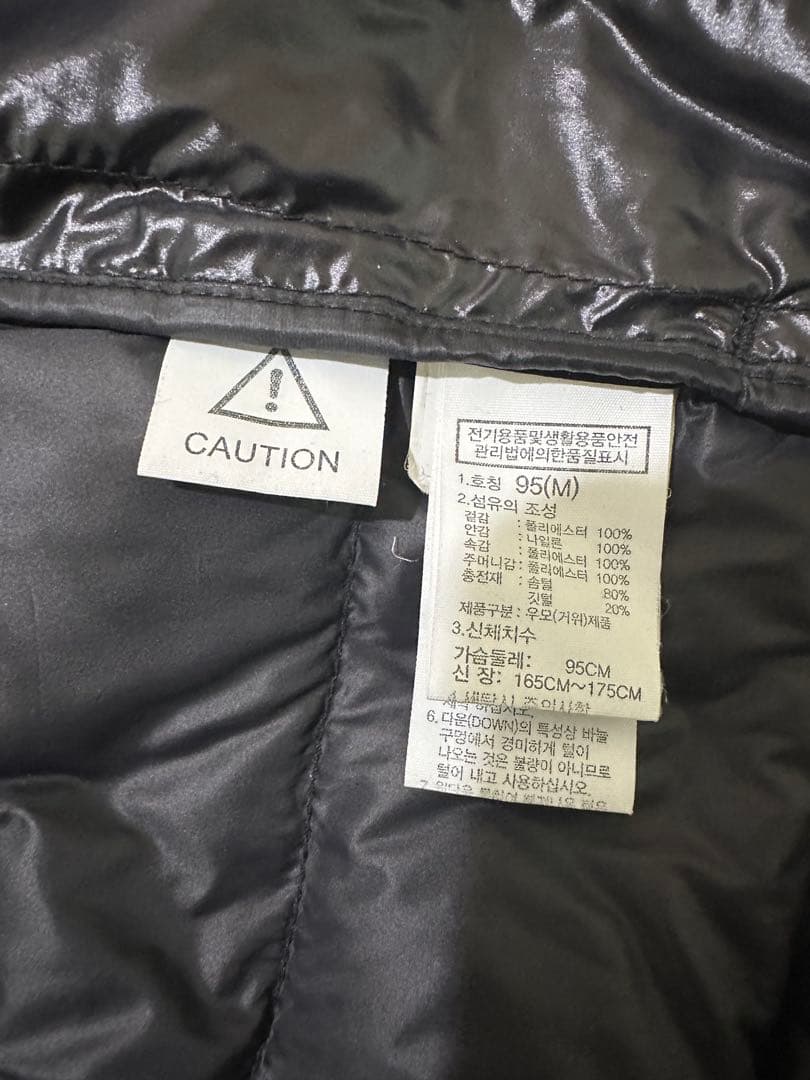 CAUTION
전기용품및생활용품안전
관리법에의한품질표시
1.호칭 95(M)
2.섬유의 조성
겉감 : 폴리에스터 100%
안감 : 나일론 100%
속감 : 폴리에스터 100%
주머니감 : 폴리에스터 100%
충전재 : 솜털 80%
깃털 20%
제품구분 : 우모(거위)제품
3.신체치수
가슴둘레: 95CM
신 장: 165CM~175CM
6.다운(DOWN)의 특성상 바늘
구멍에서 경미하게 털이
나오는 것은 불량이 아니므로
털어 내고 사용하십시오.